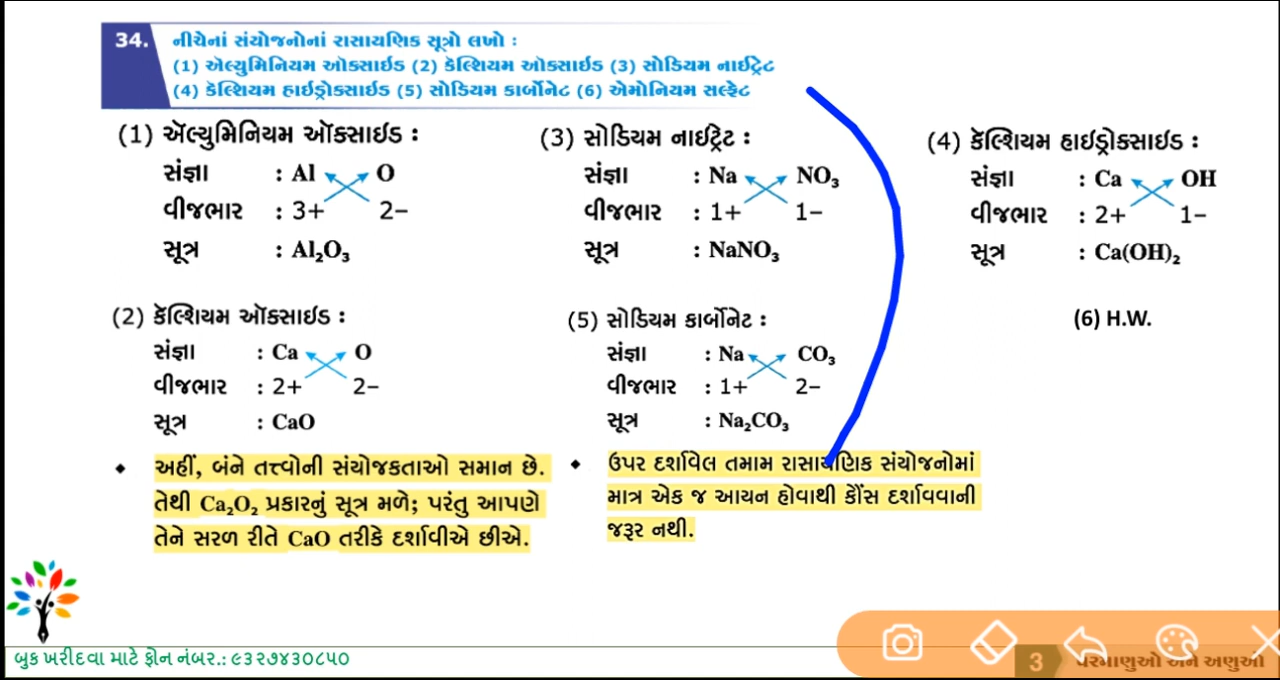 34. નીચેનાં સંયોજનોનાં રાસાયણિક સૂત્રો લખો :
(1) ઍલ્યુમિનિયમ ઑક્સાઇડ (2) કૅલ્શિયમ ઑક્સાઇડ (3) સોડિયમ નાઇટ્રેટ
(4) કૅલ્શિયમ હાઇડ્રોક્સાઇડ (5) સોડિયમ કાર્બોનેટ (6) એમોનિયમ સલ્ફેટ
(1) ઍલ્યુમિનિયમ ઑક્સાઇડ :
સંજ્ઞા : Al O
વીજભાર : 3+ 2–
સૂત્ર : Al₂O₃
(2) કૅલ્શિયમ ઑક્સાઇડ :
સંજ્ઞા : Ca O
વીજભાર : 2+ 2–
સૂત્ર : CaO
♦ અહીં, બંને તત્ત્વોની સંયોજકતાઓ સમાન છે.
તેથી Ca₂O₂ પ્રકારનું સૂત્ર મળે; પરંતુ આપણે
તેને સરળ રીતે CaO તરીકે દર્શાવીએ છીએ.
(3) સોડિયમ નાઇટ્રેટ :
સંજ્ઞા : Na NO₃
વીજભાર : 1+ 1–
સૂત્ર : NaNO₃
(5) સોડિયમ કાર્બોનેટ :
સંજ્ઞા : Na CO₃
વીજભાર : 1+ 2–
સૂત્ર : Na₂CO₃
♦ ઉપર દર્શાવેલ તમામ રાસાયણિક સંયોજનોમાં
માત્ર એક જ આયન હોવાથી કૌંસ દર્શાવવાની
જરૂર નથી.
(4) કૅલ્શિયમ હાઇડ્રોક્સાઇડ :
સંજ્ઞા : Ca OH
વીજભાર : 2+ 1–
સૂત્ર : Ca(OH)₂
(6) H.W.
બુક ખરીદવા માટે ફોન નંબર.: ૯૩૨૭૪૩૦૮૫૦
3 પરમાણુઓ અને અણુઓ